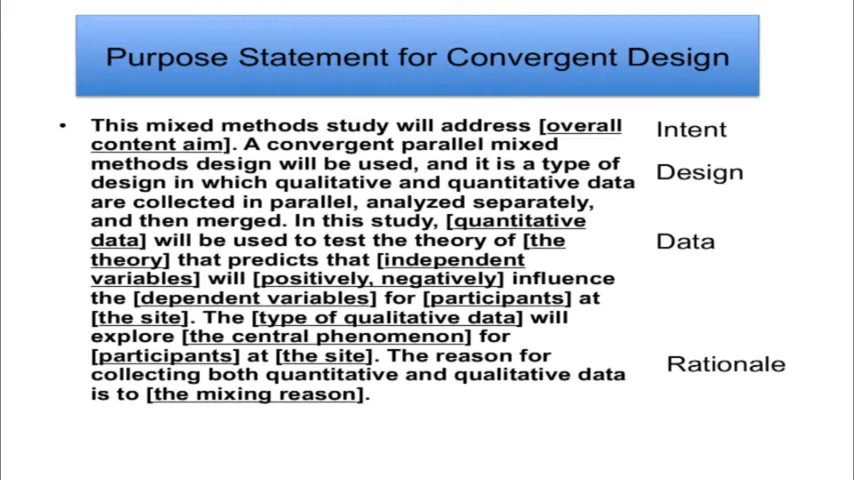 Purpose Statement for Convergent Design
• This mixed methods study will address [overall
content aim]. A convergent parallel mixed
methods design will be used, and it is a type of
design in which qualitative and quantitative data
are collected in parallel, analyzed separately,
and then merged. In this study, [quantitative
data] will be used to test the theory of [the
theory] that predicts that [independent
variables] will [positively, negatively] influence
the [dependent variables] for [participants] at
[the site]. The [type of qualitative data] will
explore [the central phenomenon] for
[participants] at [the site]. The reason for
collecting both quantitative and qualitative data
is to [the mixing reason].
Intent
Design
Data
Rationale